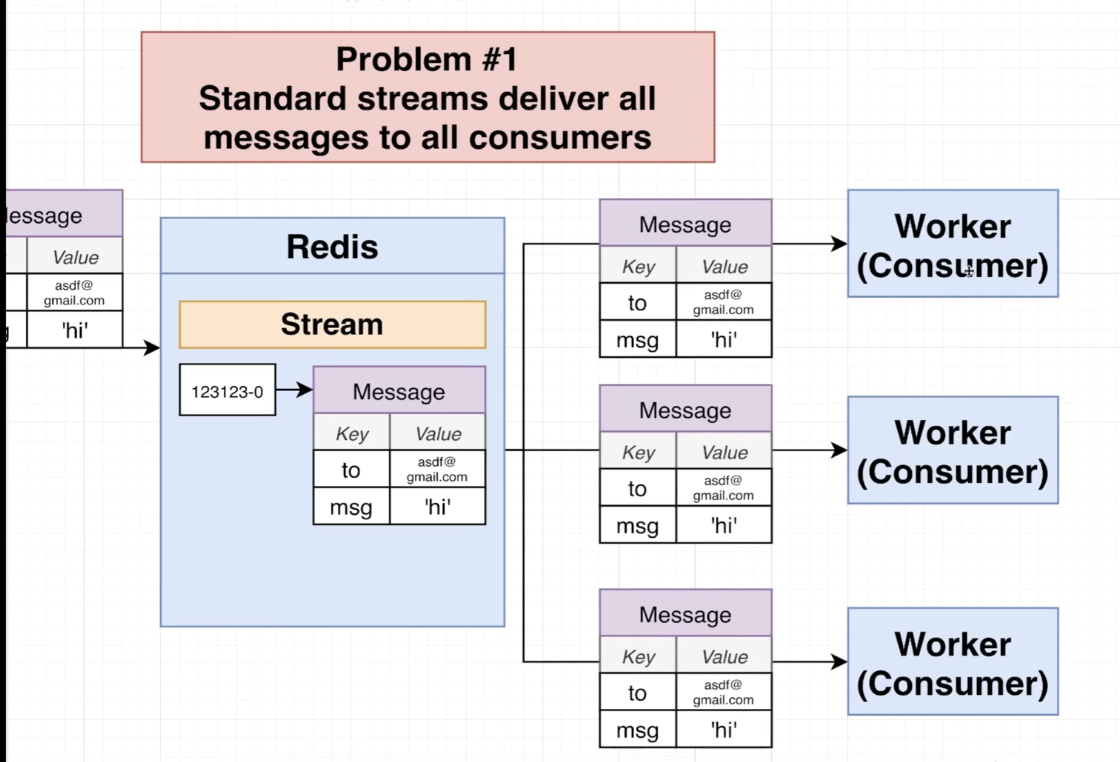 Problem #1
Standard streams deliver all
messages to all consumers
Message
Value
asdf@
gmail.com
'hi'
Redis
Stream
123123-0
Message
Key Value
to asdf@
gmail.com
msg 'hi'
Message
Key Value
to asdf@
gmail.com
msg 'hi'
Worker
(Consumer)
Message
Key Value
to asdf@
gmail.com
msg 'hi'
Worker
(Consumer)
Message
Key Value
to asdf@
gmail.com
msg 'hi'
Worker
(Consumer)